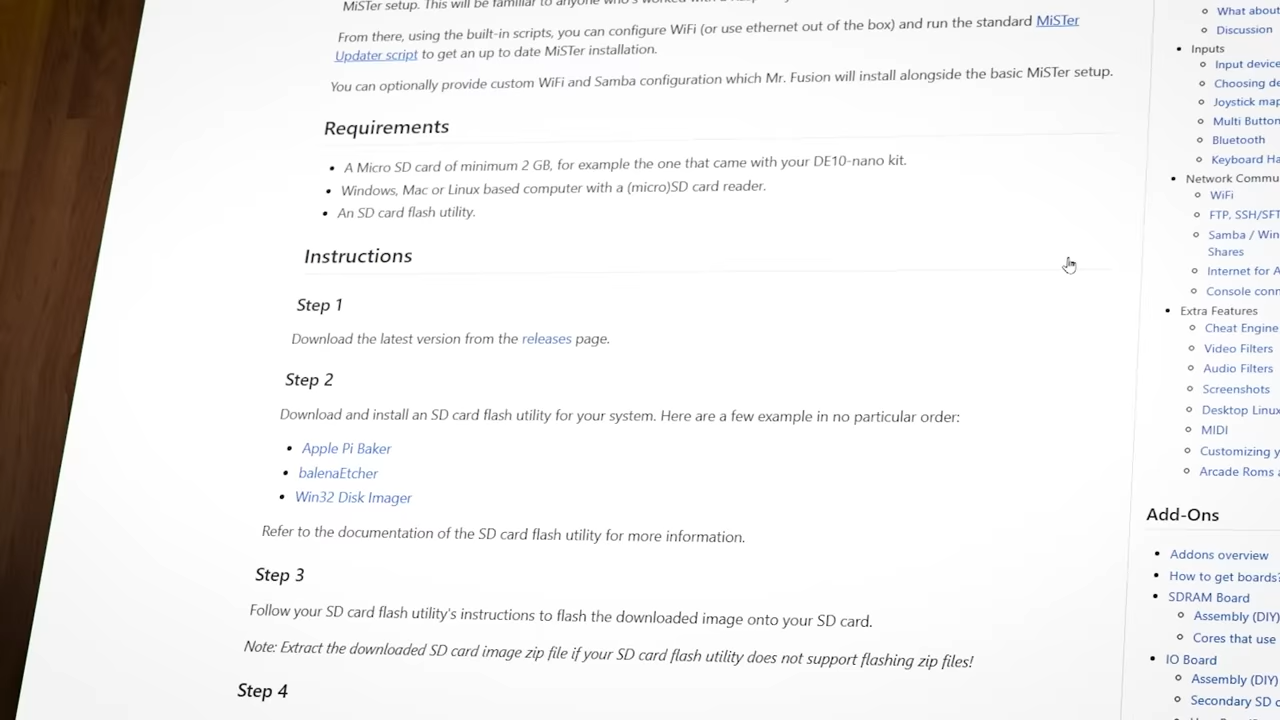 MiSTer setup. This will be familiar to anyone who's worked with a
From there, using the built-in scripts, you can configure WiFi (or use ethernet out of the box) and run the standard MiSTer
Updater script to get an up to date MiSTer installation.
You can optionally provide custom WiFi and Samba configuration which Mr. Fusion will install alongside the basic MiSTer setup.
Requirements
A Micro SD card of minimum 2 GB, for example the one that came with your DE10-nano kit.
Windows, Mac or Linux based computer with a (micro)SD card reader.
An SD card flash utility.
Instructions
Step 1
Download the latest version from the releases page.
Step 2
Download and install an SD card flash utility for your system. Here are a few example in no particular order:
Apple Pi Baker
balenaEtcher
Win32 Disk Imager
Refer to the documentation of the SD card flash utility for more information.
Step 3
Follow your SD card flash utility's instructions to flash the downloaded image onto your SD card.
Note: Extract the downloaded SD card image zip file if your SD card flash utility does not support flashing zip files!
Step 4
What about
Discussion
Inputs
Input device
Choosing de
Joystick map
Multi Button
Bluetooth
Keyboard Ha
Network Commu
WiFi
FTP, SSH/SFT
Samba / Win
Shares
Internet for A
Console conn
Extra Features
Cheat Engine
Video Filters
Audio Filters
Screenshots
Desktop Linux
MIDI
Customizing y
Arcade Roms a
Add-Ons
Addons overview
How to get boards?
SDRAM Board
Assembly (DIY)
Cores that use
IO Board
Assembly (DIY)
Secondary SD c